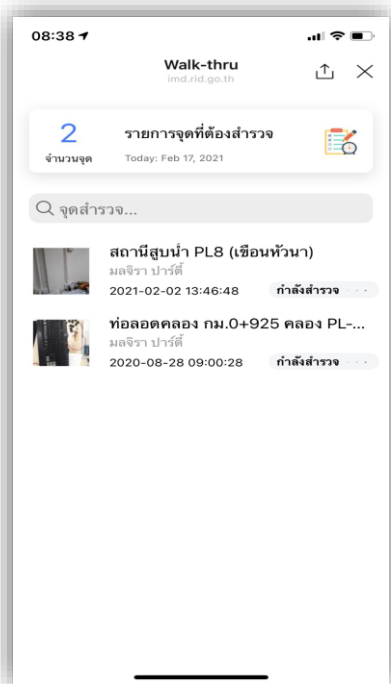 08:38
Walk-thru
imd.rid.go.th
2
จำนวนจุด
รายการจุดที่ต้องสำรวจ
Today: Feb 17, 2021
จุดสำรวจ...
สถานีสูบน้ำ PL8 (เขื่อนหัวนา)
มลจิรา ปาร์ตี้
2021-02-02 13:46:48 กำลังสำรวจ ...
ท่อลอดคลอง กม.0+925 คลอง PL-...
มลจิรา ปาร์ตี้
2020-08-28 09:00:28 กำลังสำรวจ ...